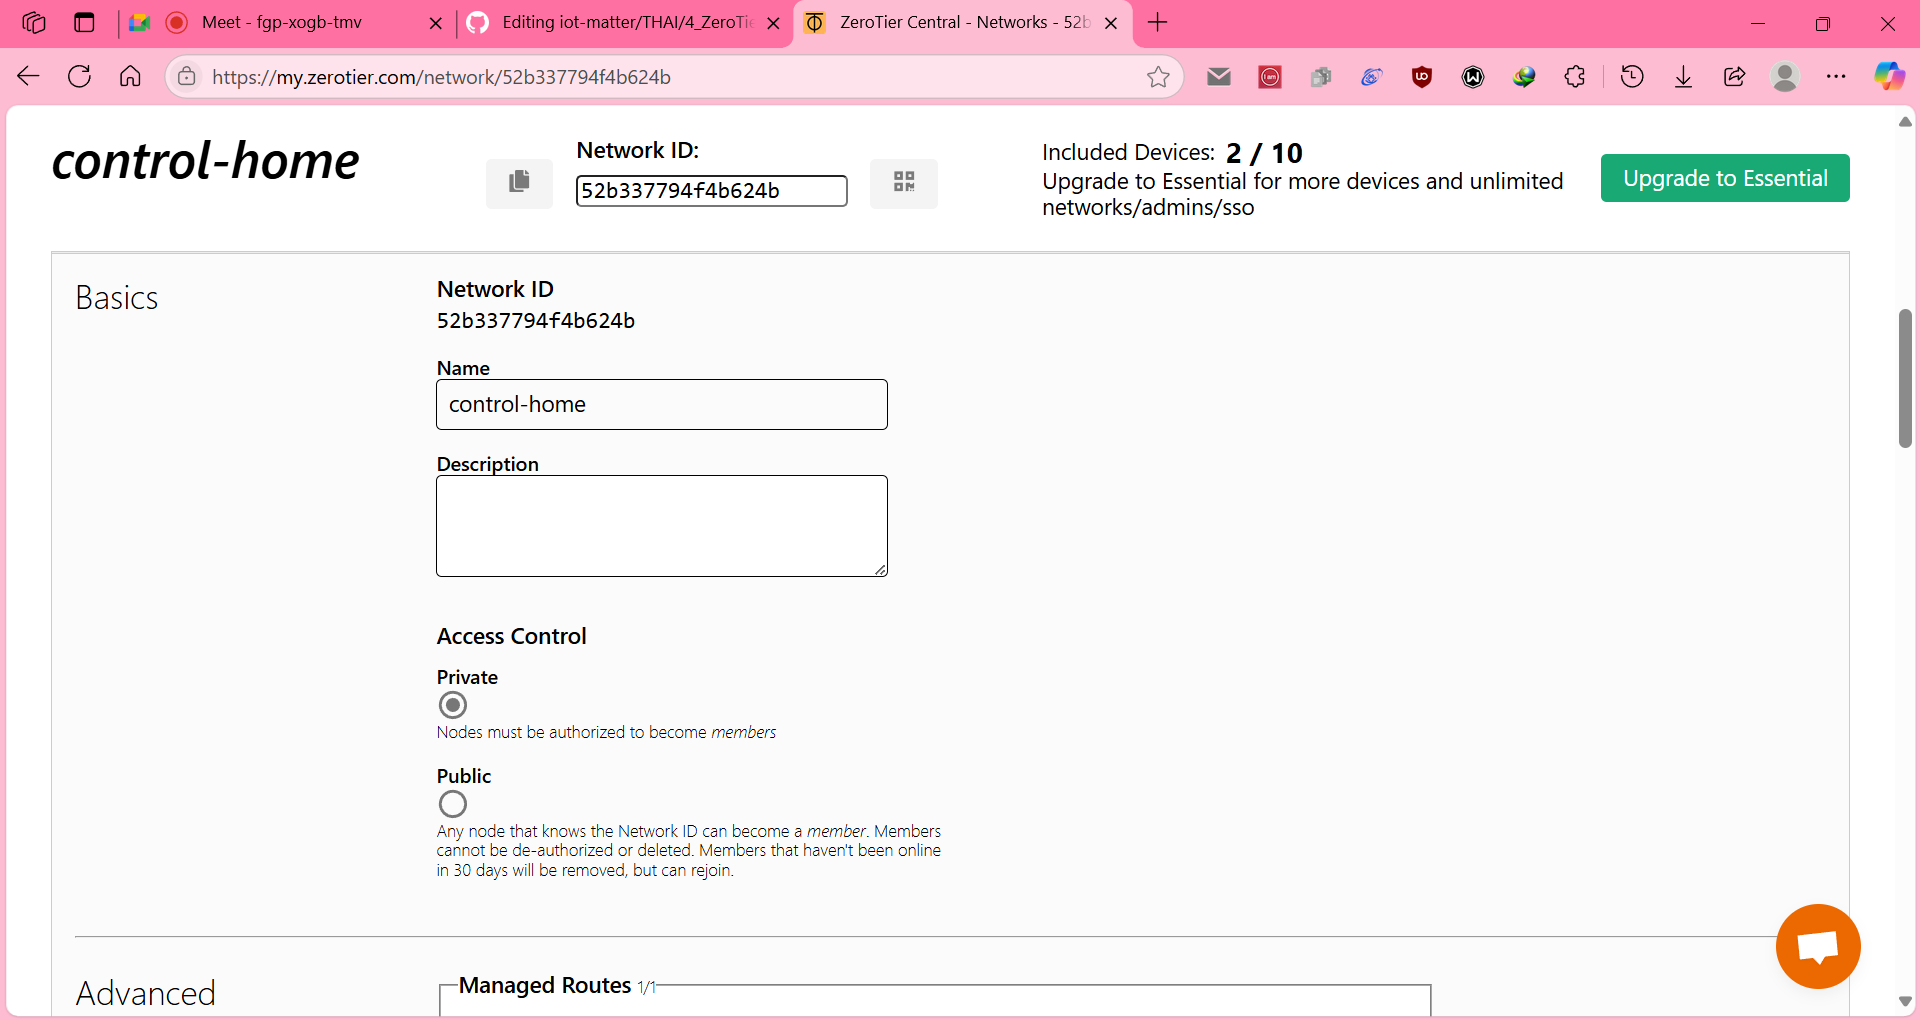 Meet - fgp-xogb-tmv
Editing iot-matter/THAI/4_ZeroTie
ZeroTier Central - Networks - 52b
https://my.zerotier.com/network/52b337794f4b624b
control-home
Network ID:
52b337794f4b624b
Included Devices: 2 / 10
Upgrade to Essential for more devices and unlimited
networks/admins/sso
Upgrade to Essential
Basics
Network ID
52b337794f4b624b
Name
control-home
Description
Access Control
Private
Nodes must be authorized to become members
Public
Any node that knows the Network ID can become a member. Members
cannot be de-authorized or deleted. Members that haven't been online
in 30 days will be removed, but can rejoin.
Advanced
Managed Routes 1/1